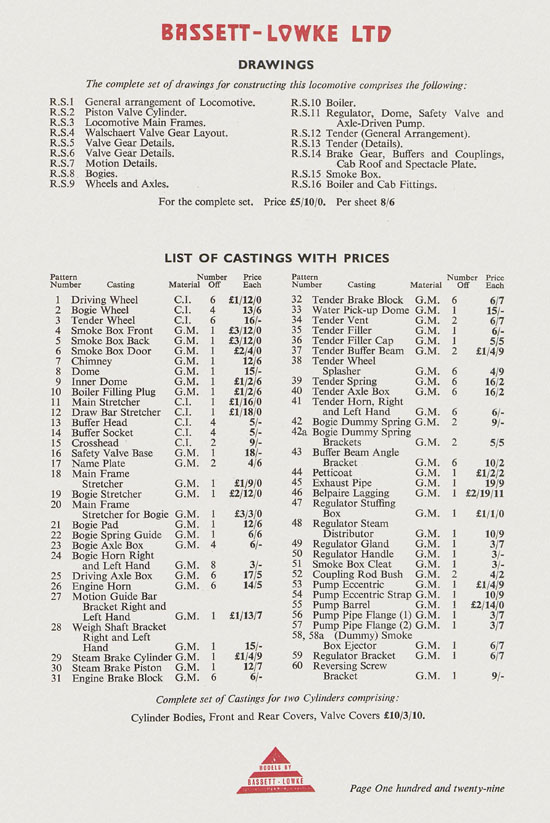 BASSETT-LOWKE LTD
DRAWINGS
The complete set of drawings for constructing this locomotive comprises the following:
R.S.1 General arrangement of Locomotive.
R.S.2 Piston Valve Cylinder.
R.S.3 Locomotive Main Frames.
R.S.4 Walschaert Valve Gear Layout.
R.S.5 Valve Gear Details.
R.S.6 Valve Gear Details.
R.S.7 Motion Details.
R.S.8 Bogies.
R.S.9 Wheels and Axles.
R.S.10 Boiler.
R.S.11 Regulator, Dome, Safety Valve and
Axle-Driven Pump.
R.S.12 Tender (General Arrangement).
R.S.13 Tender (Details).
R.S.14 Brake Gear, Buffers and Couplings,
Cab Roof and Spectacle Plate.
R.S.15 Smoke Box.
R.S.16 Boiler and Cab Fittings.
For the complete set. Price £5/10/0. Per sheet 8/6
LIST OF CASTINGS WITH PRICES
Pattern Number Price
Number Casting Material Off Each
1 Driving Wheel C.I. 6 £1/12/0
2 Bogie Wheel C.I. 4 13/6
3 Tender Wheel C.I. 6 16/-
4 Smoke Box Front G.M. 1 £3/12/0
5 Smoke Box Back G.M. 1 £3/12/0
6 Smoke Box Door G.M. 1 £2/4/0
7 Chimney G.M. 1 12/6
8 Dome G.M. 1 15/-
9 Inner Dome G.M. 1 £1/2/6
10 Boiler Filling Plug G.M. 1 £1/2/6
11 Main Stretcher C.I. 1 £1/16/0
12 Draw Bar Stretcher C.I. 1 £1/18/0
13 Buffer Head C.I. 4 5/-
14 Buffer Socket C.I. 4 5/-
15 Crosshead C.I. 2 9/-
16 Safety Valve Base G.M. 1 18/-
17 Name Plate G.M. 2 4/6
18 Main Frame
Stretcher G.M. 1 £1/9/0
19 Bogie Stretcher G.M. 1 £2/12/0
20 Main Frame
Stretcher for Bogie G.M. 1 £3/3/0
21 Bogie Pad G.M. 1 12/6
22 Bogie Spring Guide G.M. 1 6/6
23 Bogie Axle Box G.M. 4 6/-
24 Bogie Horn Right
and Left Hand G.M. 8 3/-
25 Driving Axle Box G.M. 6 17/5
26 Engine Horn G.M. 6 14/5
27 Motion Guide Bar
Bracket Right and
Left Hand G.M. 1 £1/13/7
28 Weigh Shaft Bracket
Right and Left
Hand G.M. 1 15/-
29 Steam Brake Cylinder G.M. 1 £1/4/9
30 Steam Brake Piston G.M. 1 12/7
31 Engine Brake Block G.M. 6 6/-
Pattern Number Price
Number Casting Material Off Each
32 Tender Brake Block G.M. 6 6/7
33 Water Pick-up Dome G.M. 1 15/-
34 Tender Vent G.M. 2 6/7
35 Tender Filler G.M. 1 6/-
36 Tender Filler Cap G.M. 1 5/5
37 Tender Buffer Beam G.M. 2 £1/4/9
38 Tender Wheel
Splasher G.M. 6 4/9
39 Tender Spring G.M. 6 16/2
40 Tender Axle Box G.M. 6 16/2
41 Tender Horn, Right
and Left Hand G.M. 6 6/-
42 Bogie Dummy Spring G.M. 2 9/-
42a Bogie Dummy Spring
Brackets G.M. 2 5/5
43 Buffer Beam Angle
Bracket G.M. 6 10/2
44 Petticoat G.M. 1 £1/2/2
45 Exhaust Pipe G.M. 1 19/9
46 Belpaire Lagging G.M. 1 £2/19/11
47 Regulator Stuffing
Box G.M. 1 £1/1/0
48 Regulator Steam
Distributor G.M. 1 10/9
49 Regulator Gland G.M. 1 3/7
50 Regulator Handle G.M. 1 3/-
51 Smoke Box Cleat G.M. 1 3/-
52 Coupling Rod Bush G.M. 2 4/2
53 Pump Eccentric G.M. 1 £1/4/9
54 Pump Eccentric Strap G.M. 1 10/9
55 Pump Barrel G.M. 1 £2/14/0
56 Pump Pipe Flange (1) G.M. 1 3/7
57 Pump Pipe Flange (2) G.M. 1 3/7
58, 58a (Dummy) Smoke
Box Ejector G.M. 1 6/7
59 Regulator Bracket G.M. 1 6/7
60 Reversing Screw
Bracket G.M. 1 9/-
Complete set of Castings for two Cylinders comprising:
Cylinder Bodies, Front and Rear Covers, Valve Covers £10/3/10.
MODELS BY
BASSETT-LOWKE
Page One hundred and twenty-nine